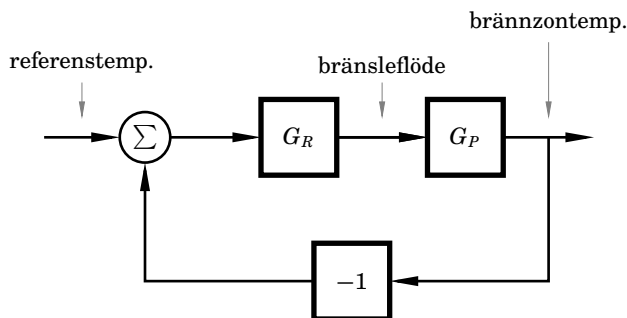 brännzontemp.
referenstemp.
bränsleflöde
Σ
G_R
G_P
−1